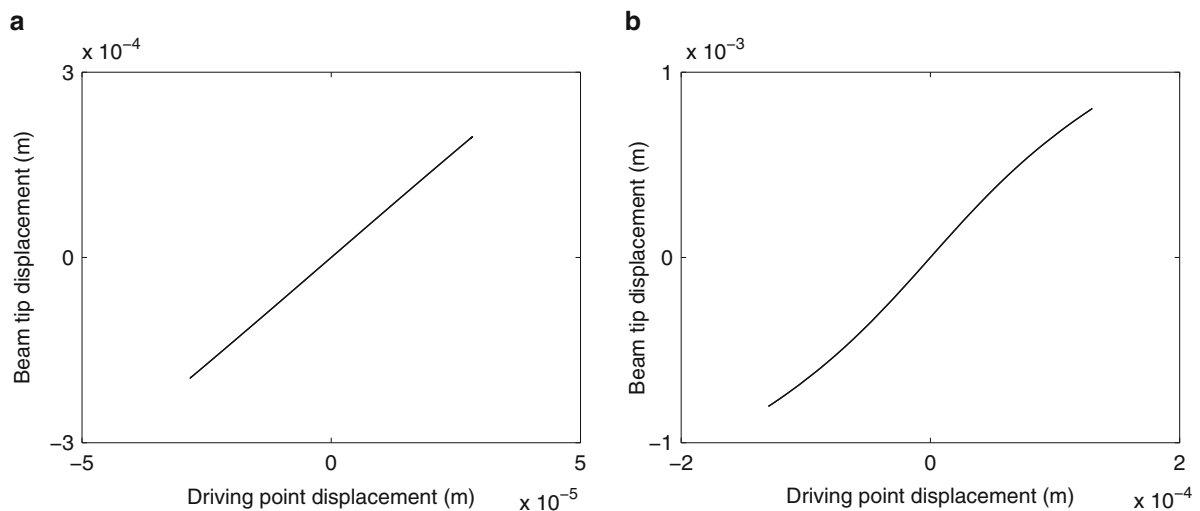 a
x 10⁻⁴
3
0
−3
Beam tip displacement (m)
−5
0
5
Driving point displacement (m)
x 10⁻⁵
b
x 10⁻³
1
0
−1
Beam tip displacement (m)
−2
0
2
Driving point displacement (m)
x 10⁻⁴